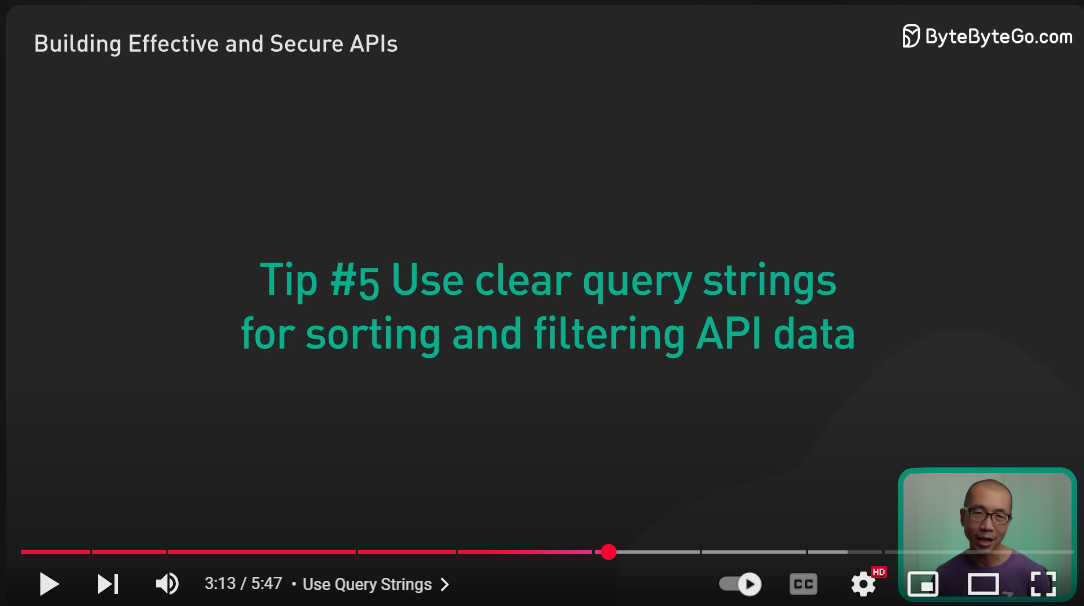 Building Effective and Secure APIs
ByteByteGo.com
Tip #5 Use clear query strings
for sorting and filtering API data
3:13 / 5:47 • Use Query Strings
CC
HD